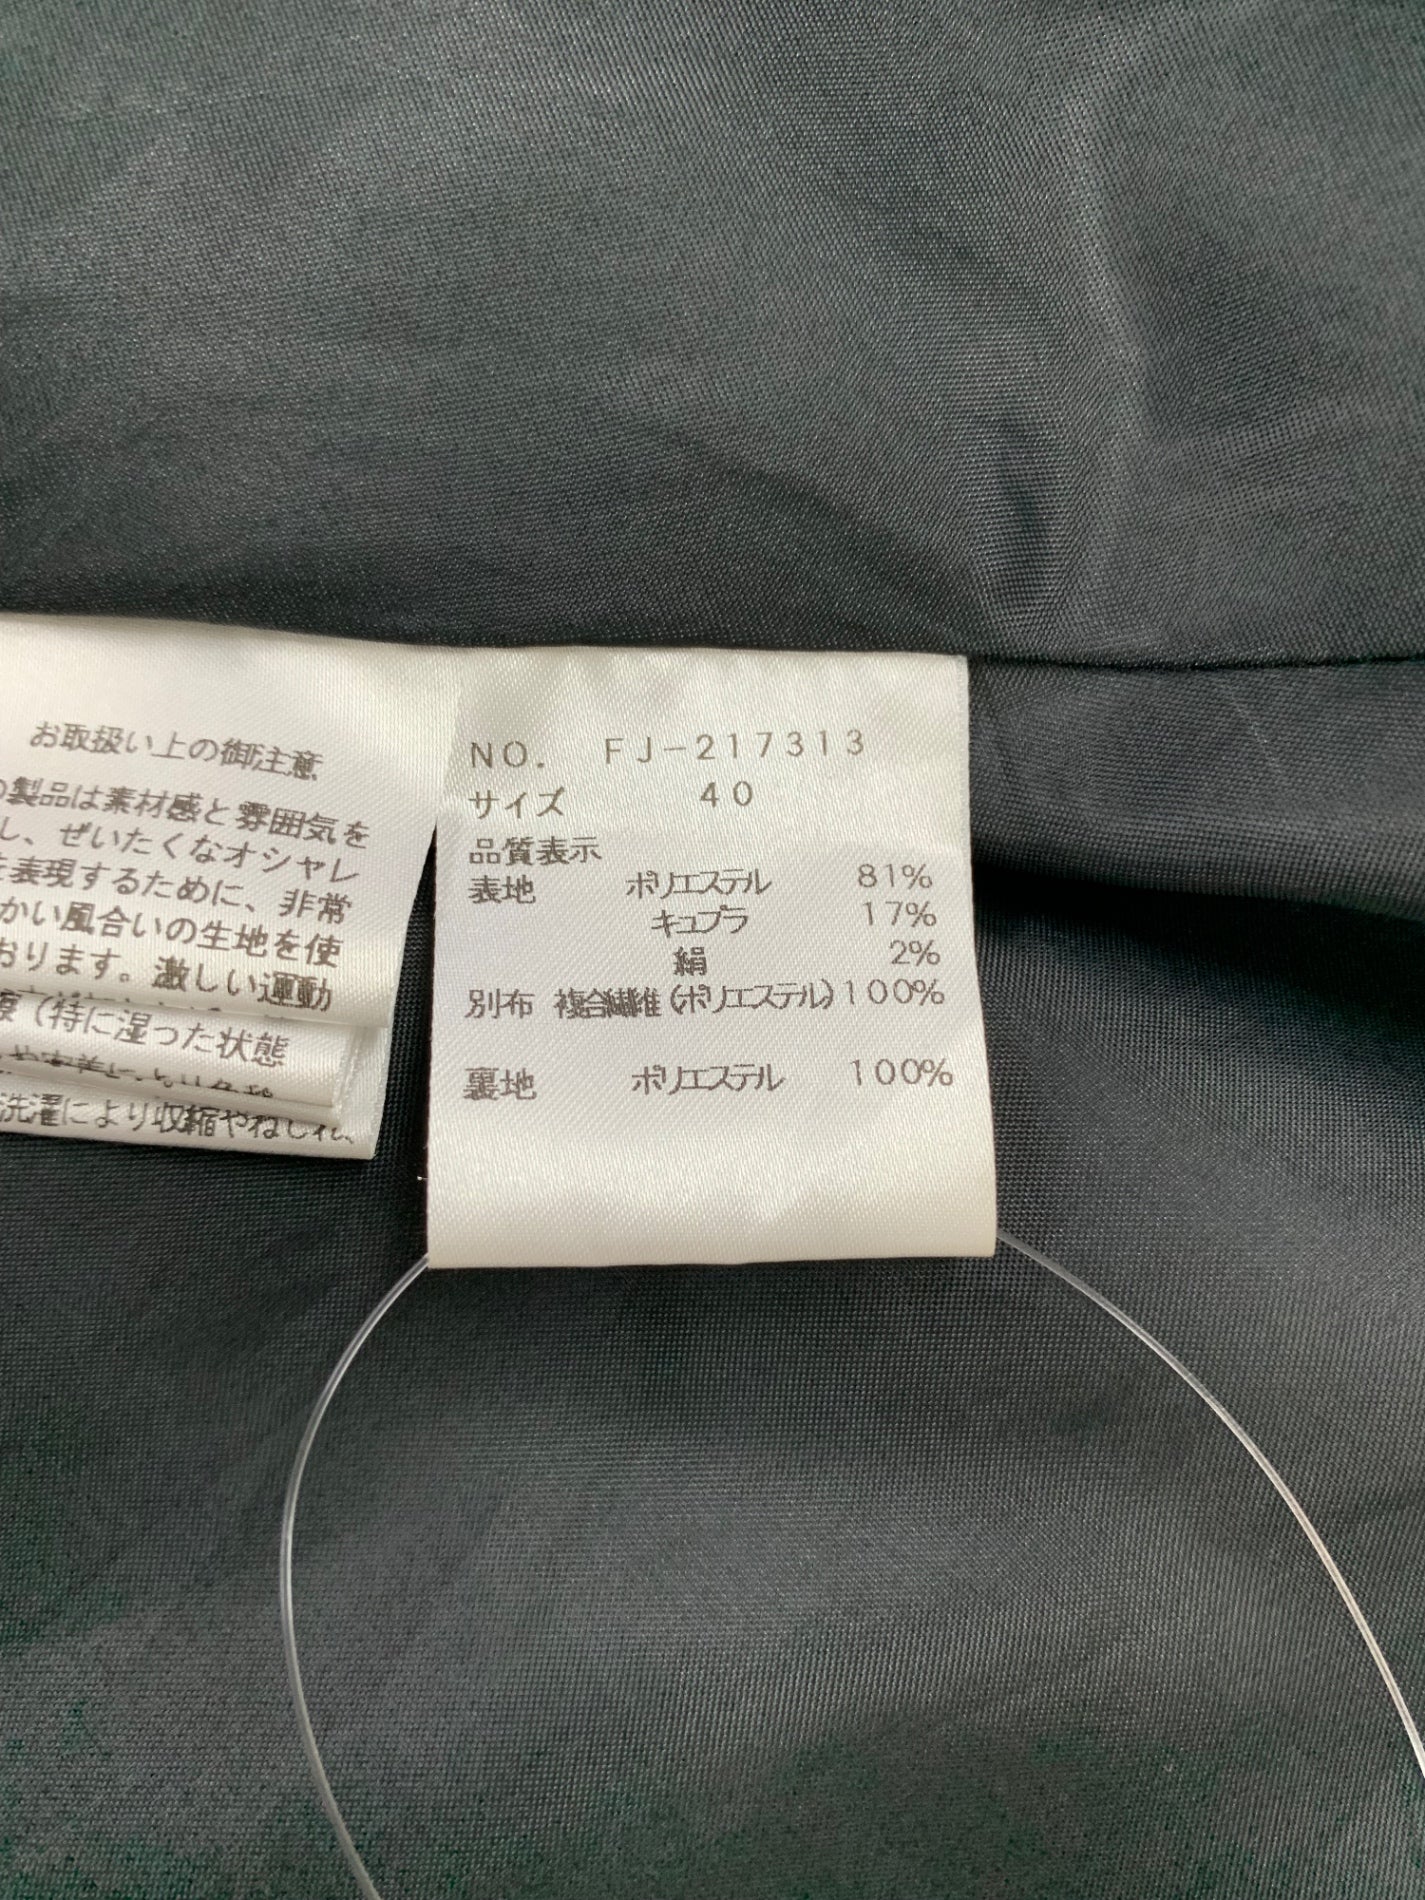 お取扱い上の御注意
製品は素材感と雰囲気を
し、ぜいたくなオシャレ
を表現するために、非常
かい風合いの生地を使
おります。激しい運動
(特に湿った状態
洗濯により収縮やねじれ、
NO. FJ-217313
サイズ 40
品質表示
表地 ポリエステル 81%
キュプラ 17%
絹 2%
別布 複合繊維(ポリエステル)100%
裏地 ポリエステル 100%